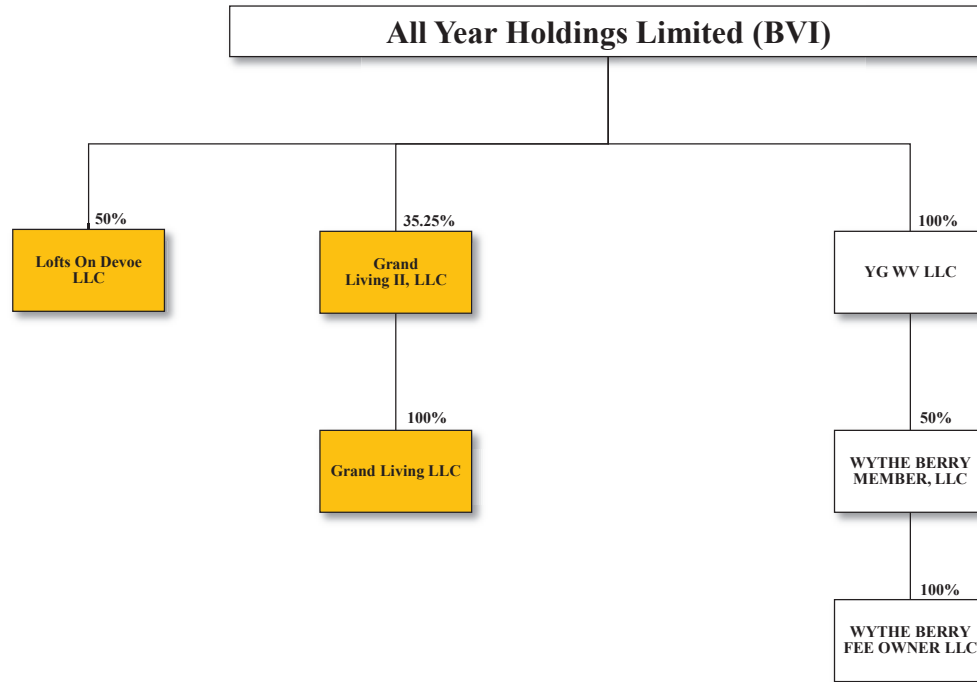 All Year Holdings Limited (BVI)
50%
35.25%
100%
Lofts On Devoe
LLC
Grand
Living II, LLC
YG WV LLC
100%
50%
Grand Living LLC
WYTHE BERRY
MEMBER, LLC
100%
WYTHE BERRY
FEE OWNER LLC